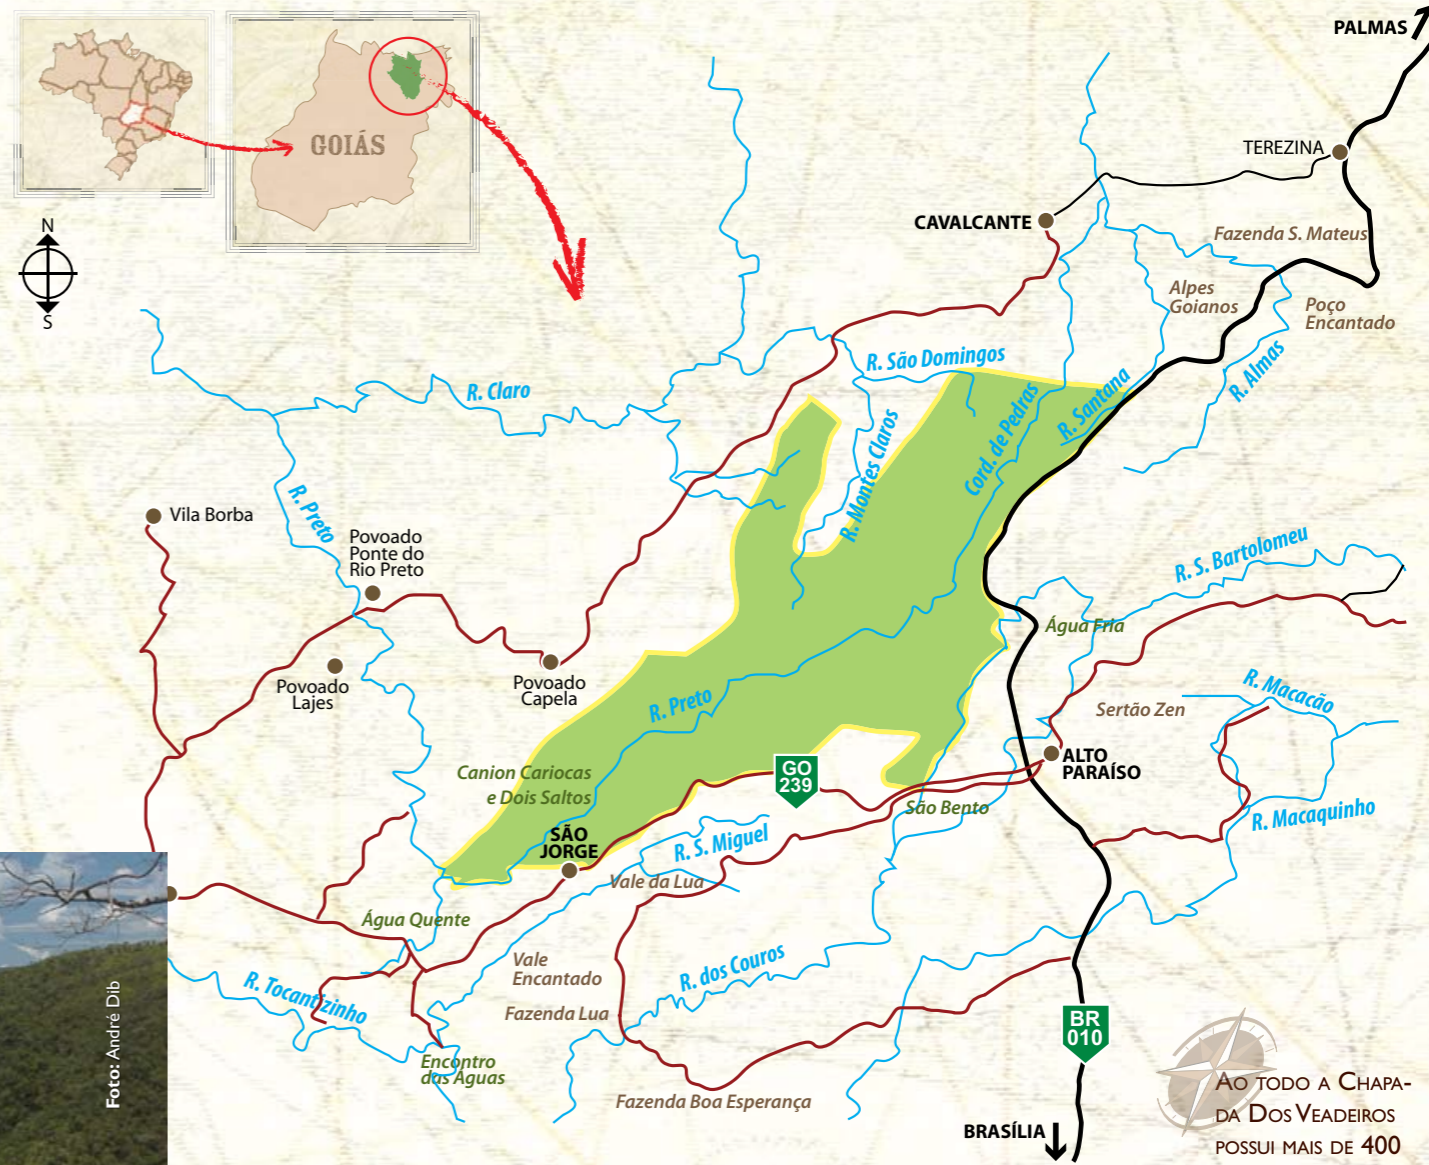 PALMAS
GOIÁS
TEREZINA
CAVALCANTE
N
S
Fazenda S. Mateus
Alpes
Goianos
Poço
Encantado
R. São Domingos
R. Almas
R. Claro
R. Santana
Cord. de Pedras
R. Montes Claros
R. Preto
Vila Borba
Povoado
Ponte do
Rio Preto
R. S. Bartolomeu
Água Fria
Povoado
Lajes
Povoado
Capela
R. Preto
Sertão Zen
R. Macacão
ALTO
PARAÍSO
Canion Cariocas
e Dois Saltos
GO
239
São Bento
R. Macaquinho
SÃO
JORGE
R. S. Miguel
Vale da Lua
Água Quente
Vale
Encantado
R. dos Couros
R. Tocantizinho
Fazenda Lua
BR
010
Encontro
das Aguas
Fazenda Boa Esperança
Foto: André Dib
BRASÍLIA
Ao todo a Chapa-
da Dos Veadeiros
possui mais de 400